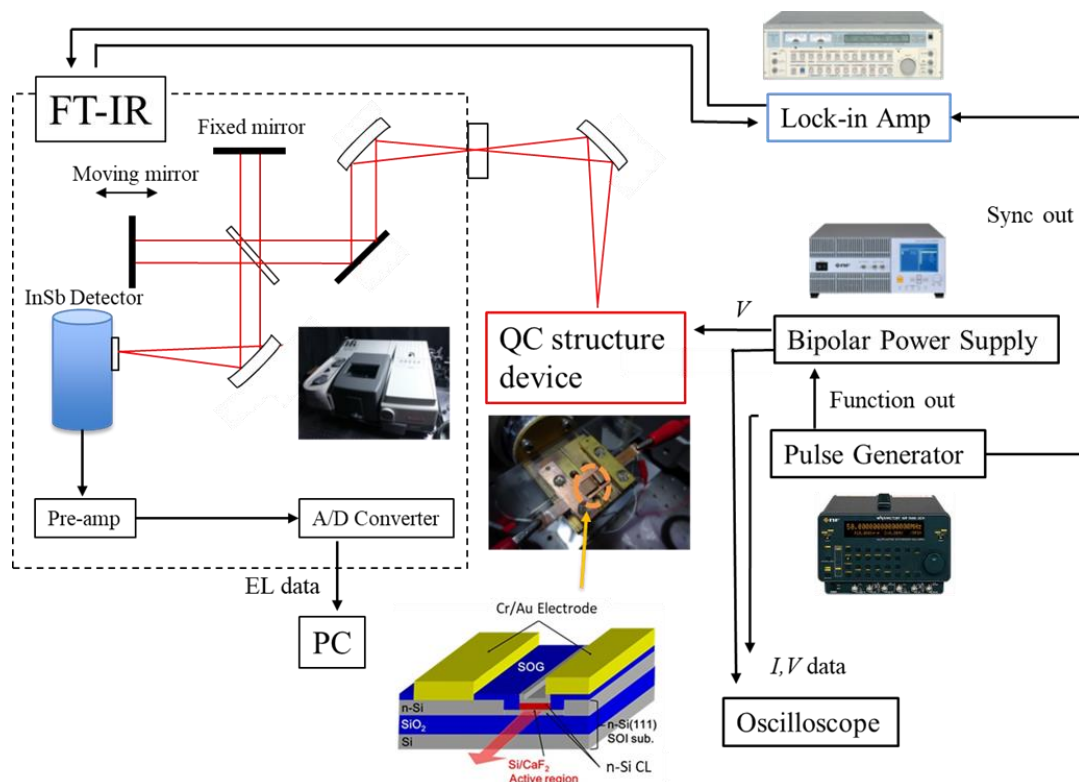 FT-IR
Lock-in Amp
Fixed mirror
Moving mirror
Sync out
InSb Detector
V
QC structure
device
Bipolar Power Supply
Function out
Pulse Generator
Pre-amp
A/D Converter
EL data
PC
Cr/Au Electrode
SOG
n-Si
SiO₂
Si
n-Si(111)
SOI sub.
Si/CaF₂
Active region
n-Si CL
I,V data
Oscilloscope